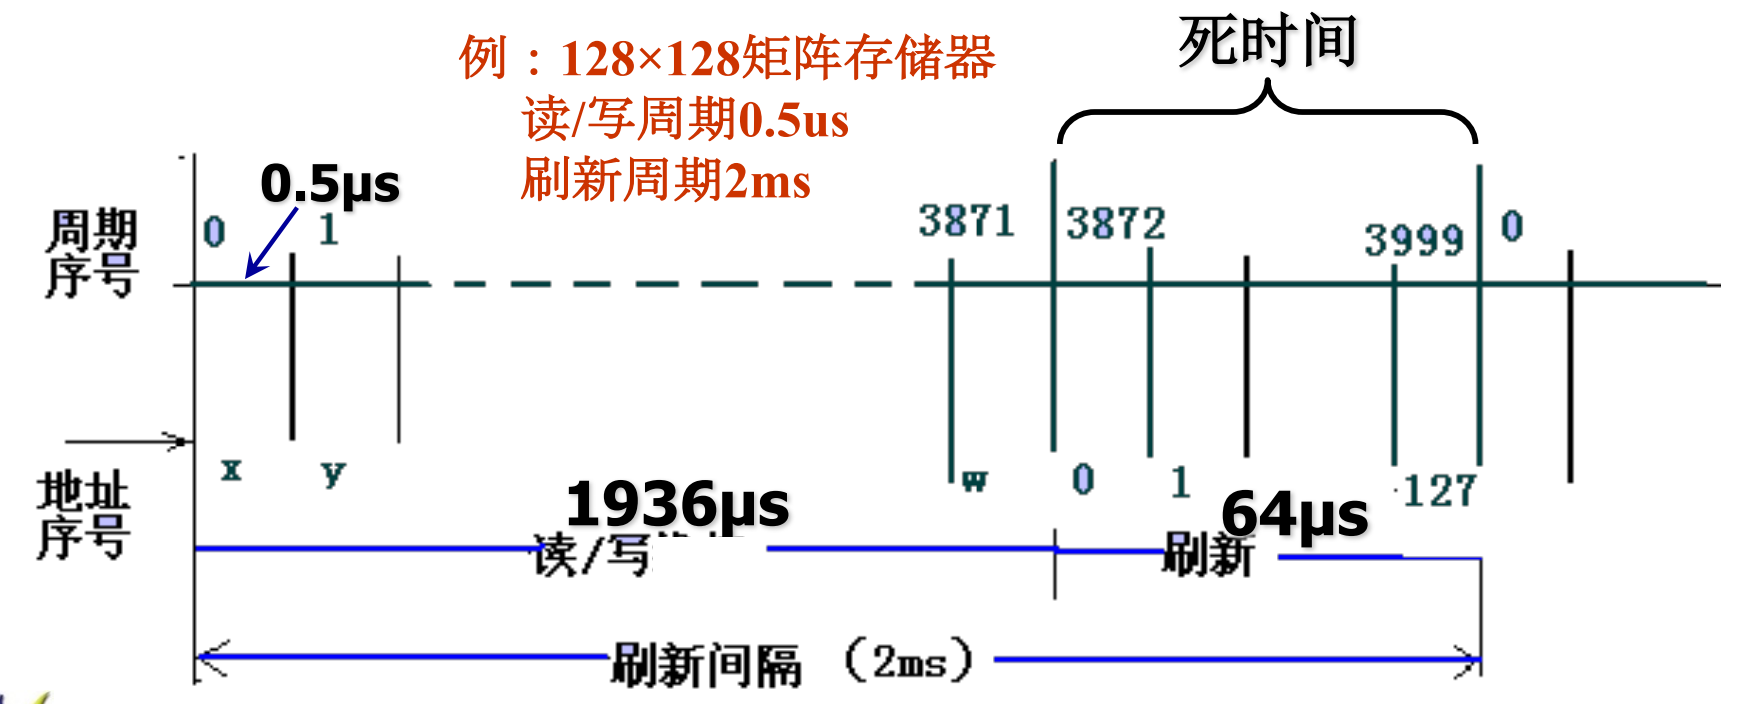 死时间
例：128×128矩阵存储器
读/写周期0.5us
刷新周期2ms
0.5μs
周期
序号
0 1 3871 3872 3999 0
x y w 0 1 127
地址
序号
1936μs 64μs
读/写 刷新
刷新间隔 （2ms）